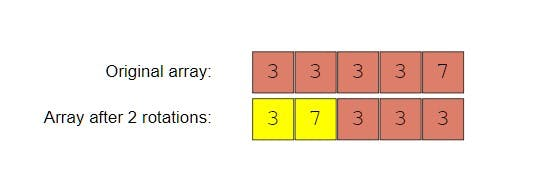 Original array: 3 3 3 3 7
Array after 2 rotations: 3 7 3 3 3